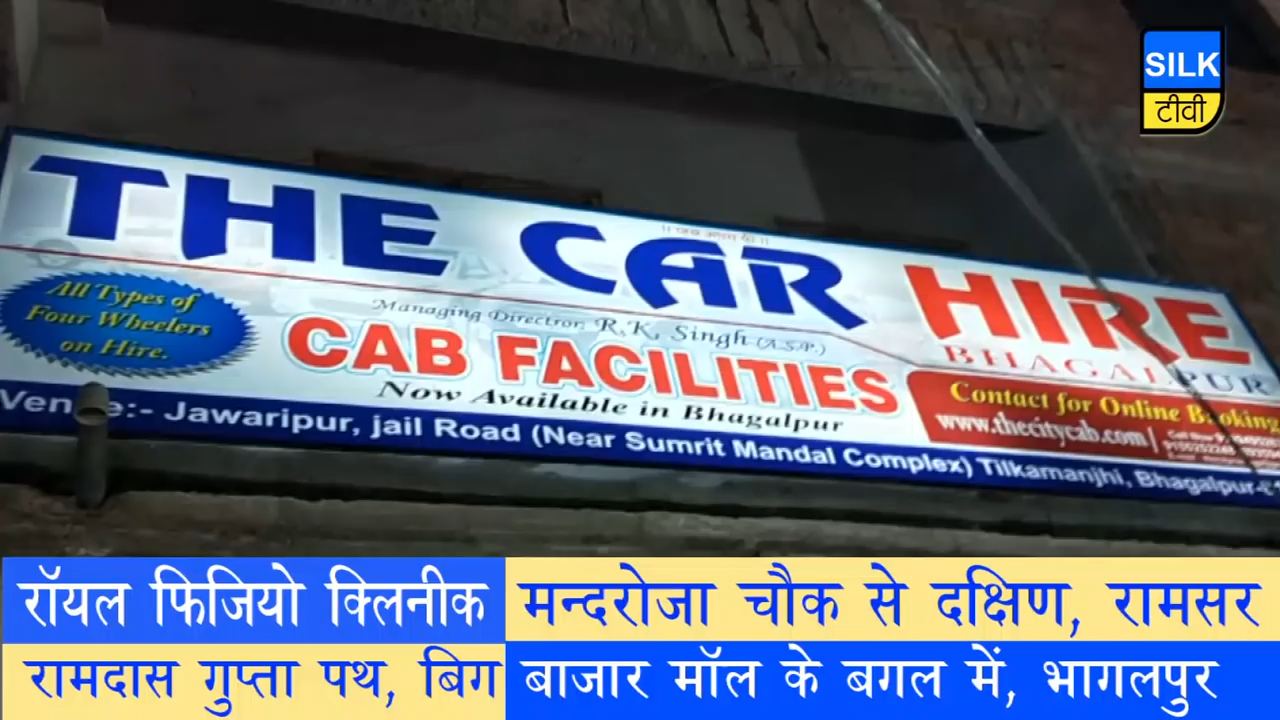 SILK
टीवी
THE CAR HIRE
BHAGALPUR
Managing Directror: R.K. Singh (A.S.P.)
All Types of
Four Wheelers
on Hire.
CAB FACILITIES
Now Available in Bhagalpur
Contact for Online Booking
www.thecitycab.com
Venue:- Jawaripur, jail Road (Near Sumrit Mandal Complex) Tilkamanjhi, Bhagalpur
रॉयल फिजियो क्लिनीक मन्दरोजा चौक से दक्षिण, रामसर
रामदास गुप्ता पथ, बिग बाजार मॉल के बगल में, भागलपुर